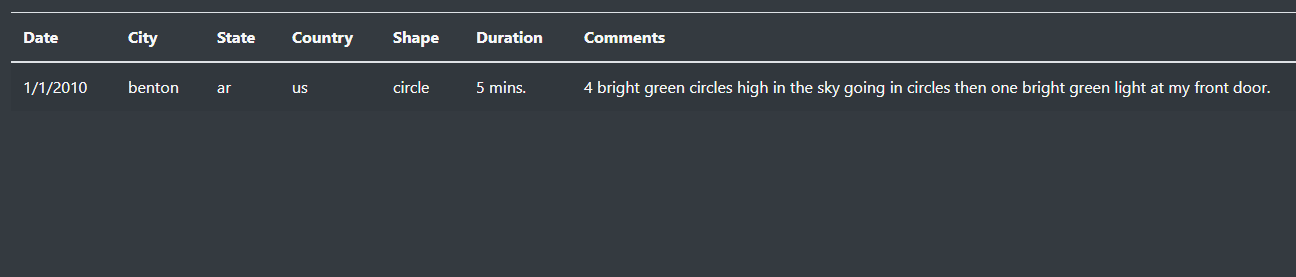 Date City State Country Shape Duration Comments
1/1/2010 benton ar us circle 5 mins. 4 bright green circles high in the sky going in circles then one bright green light at my front door.